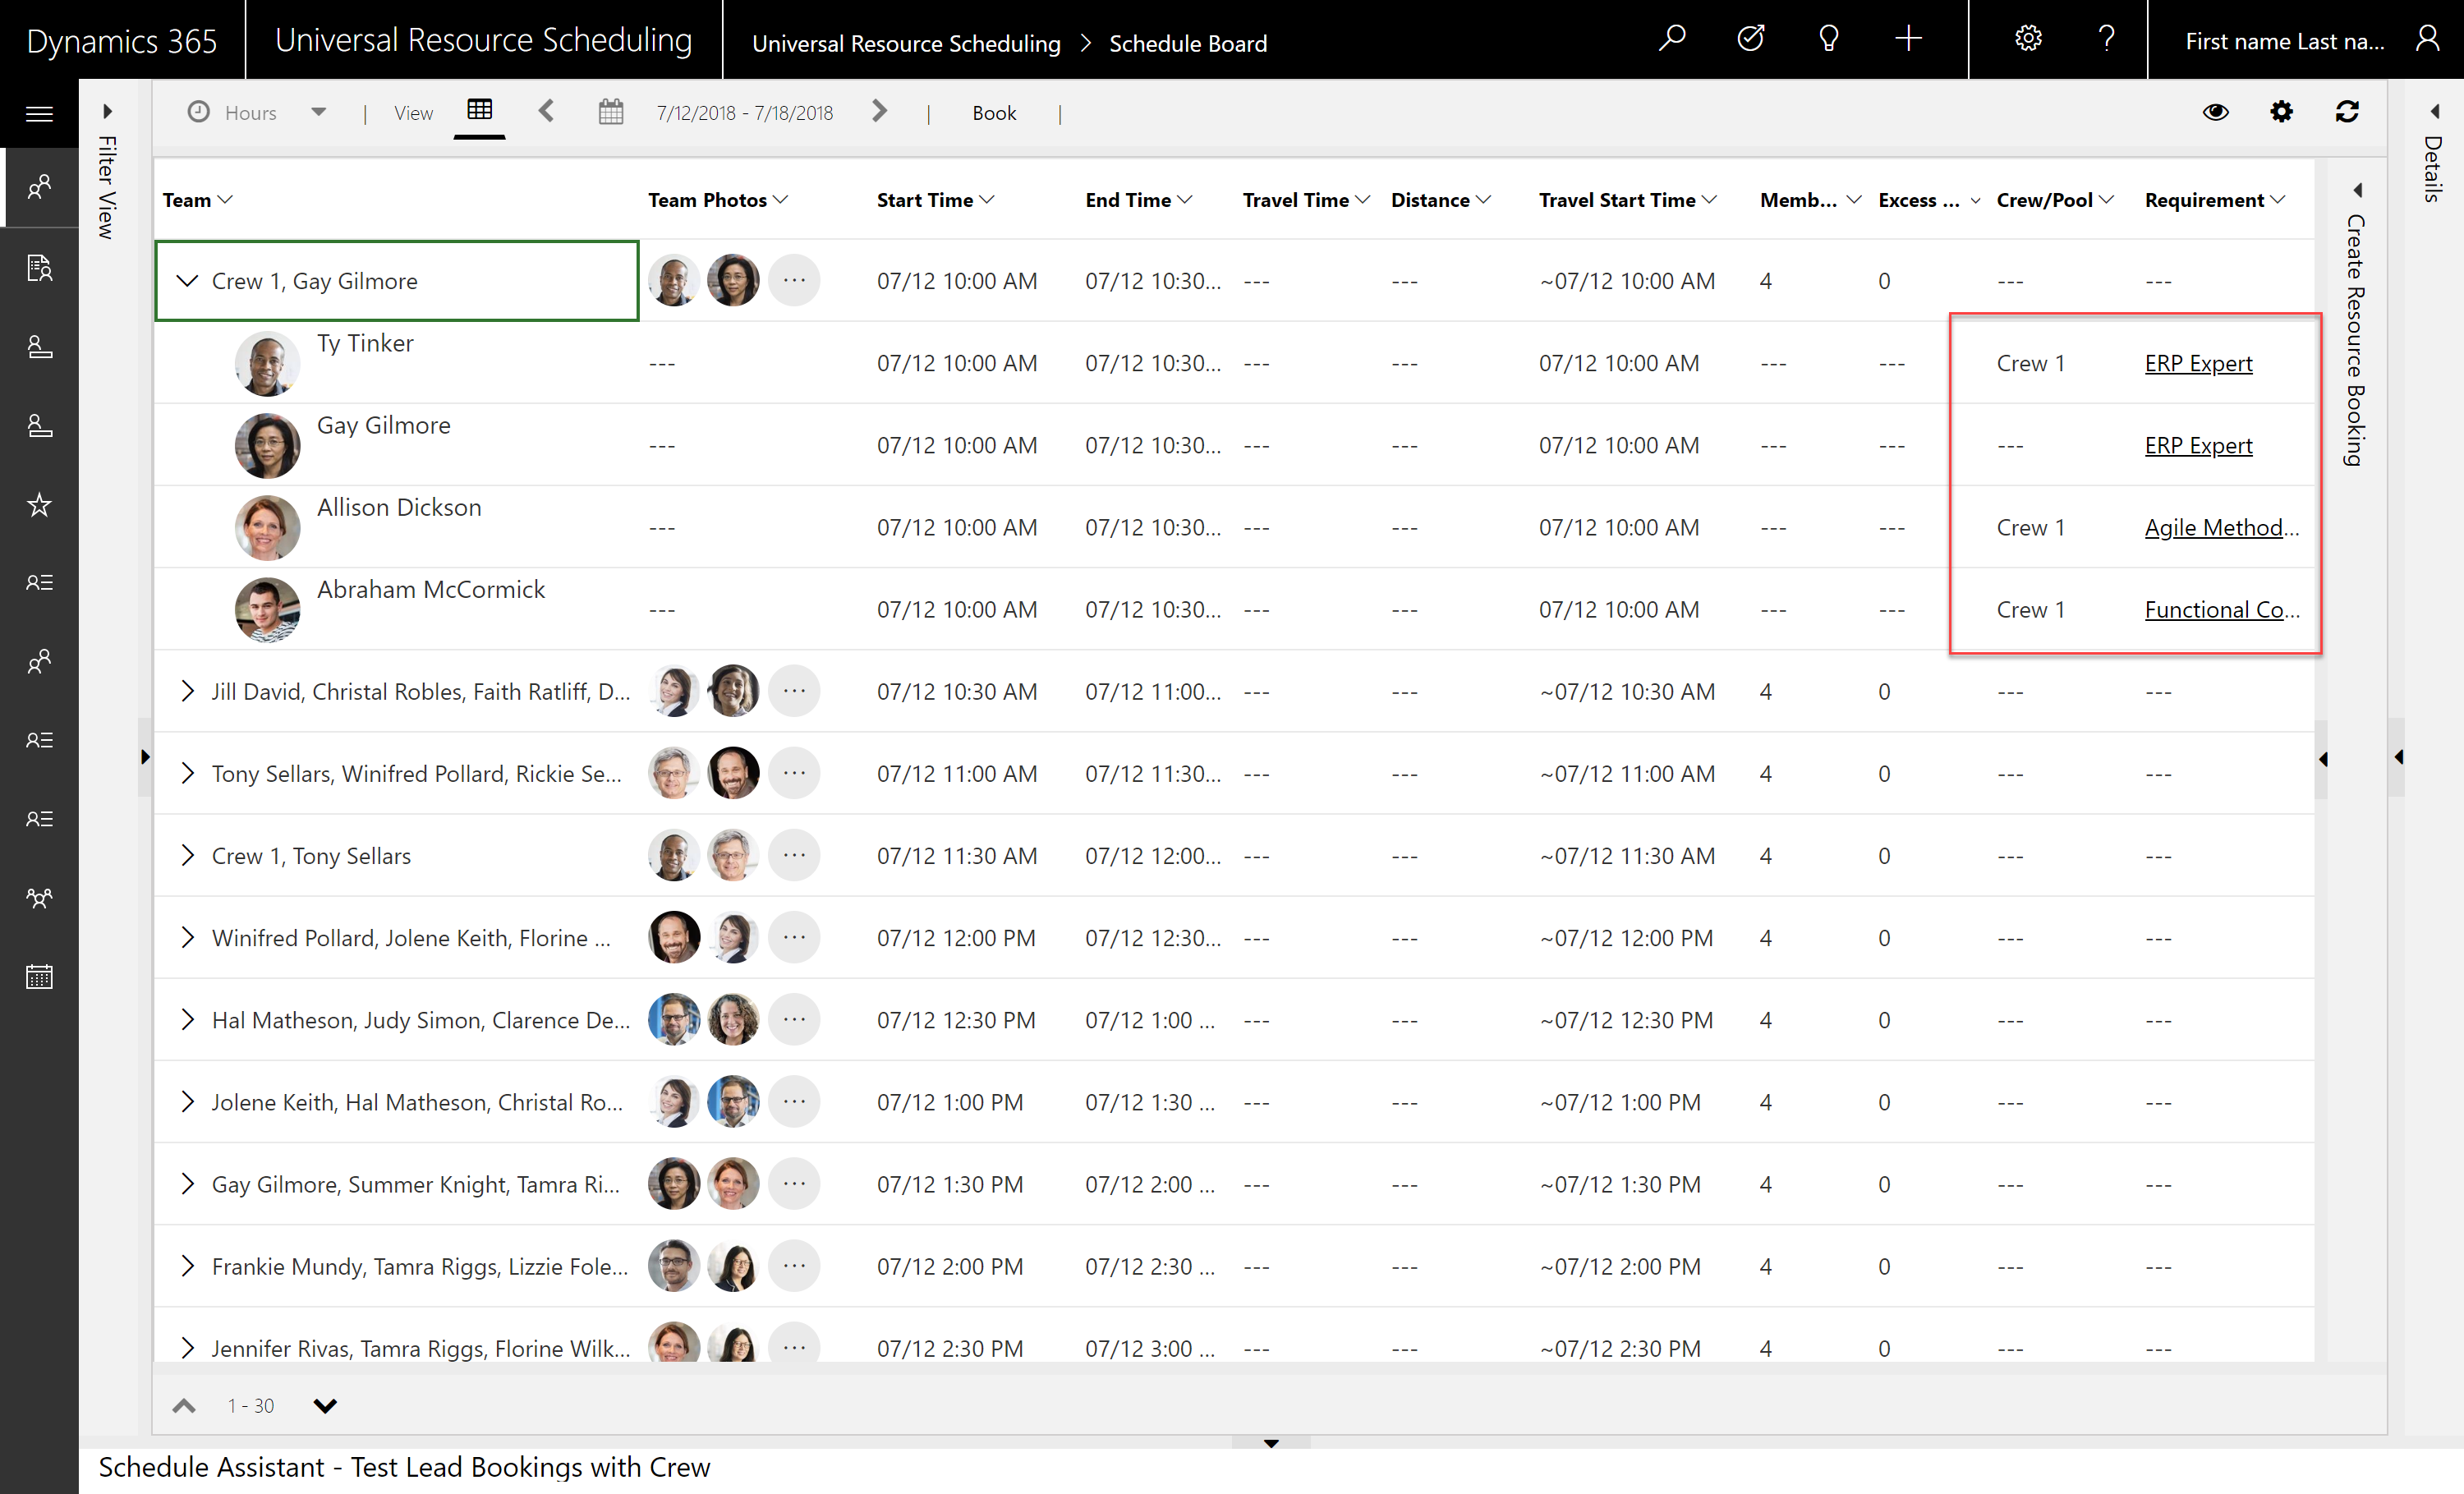 Dynamics 365 Universal Resource Scheduling Universal Resource Scheduling > Schedule Board First name Last na...
Filter View
Hours | View 7/12/2018 - 7/18/2018 | Book |
Details
Create Resource Booking
Team Team Photos Start Time End Time Travel Time Distance Travel Start Time Memb... Excess ... Crew/Pool Requirement
Crew 1, Gay Gilmore ... 07/12 10:00 AM 07/12 10:30... --- --- ~07/12 10:00 AM 4 0 --- ---
Ty Tinker --- 07/12 10:00 AM 07/12 10:30... --- --- 07/12 10:00 AM --- --- Crew 1 ERP Expert
Gay Gilmore --- 07/12 10:00 AM 07/12 10:30... --- --- 07/12 10:00 AM --- --- --- ERP Expert
Allison Dickson --- 07/12 10:00 AM 07/12 10:30... --- --- 07/12 10:00 AM --- --- Crew 1 Agile Method...
Abraham McCormick --- 07/12 10:00 AM 07/12 10:30... --- --- 07/12 10:00 AM --- --- Crew 1 Functional Co...
Jill David, Christal Robles, Faith Ratliff, D... ... 07/12 10:30 AM 07/12 11:00... --- --- ~07/12 10:30 AM 4 0 --- ---
Tony Sellars, Winifred Pollard, Rickie Se... ... 07/12 11:00 AM 07/12 11:30... --- --- ~07/12 11:00 AM 4 0 --- ---
Crew 1, Tony Sellars ... 07/12 11:30 AM 07/12 12:00... --- --- ~07/12 11:30 AM 4 0 --- ---
Winifred Pollard, Jolene Keith, Florine ... ... 07/12 12:00 PM 07/12 12:30... --- --- ~07/12 12:00 PM 4 0 --- ---
Hal Matheson, Judy Simon, Clarence De... ... 07/12 12:30 PM 07/12 1:00 ... --- --- ~07/12 12:30 PM 4 0 --- ---
Jolene Keith, Hal Matheson, Christal Ro... ... 07/12 1:00 PM 07/12 1:30 ... --- --- ~07/12 1:00 PM 4 0 --- ---
Gay Gilmore, Summer Knight, Tamra Ri... ... 07/12 1:30 PM 07/12 2:00 ... --- --- ~07/12 1:30 PM 4 0 --- ---
Frankie Mundy, Tamra Riggs, Lizzie Fole... ... 07/12 2:00 PM 07/12 2:30 ... --- --- ~07/12 2:00 PM 4 0 --- ---
Jennifer Rivas, Tamra Riggs, Florine Wilk... ... 07/12 2:30 PM 07/12 3:00 ... --- --- ~07/12 2:30 PM 4 0 --- ---
1 - 30
Schedule Assistant - Test Lead Bookings with Crew